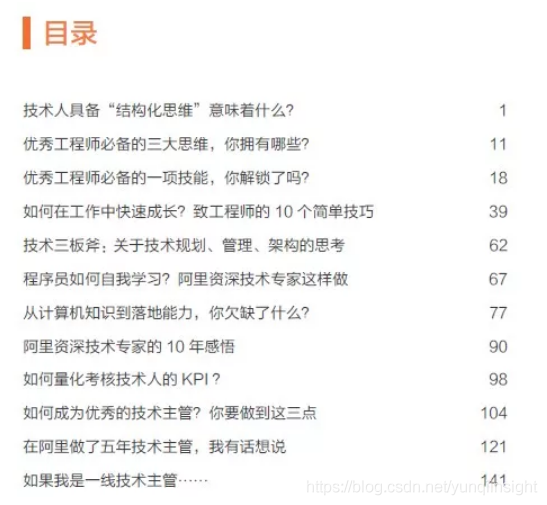 目录
技术人具备“结构化思维”意味着什么? 1
优秀工程师必备的三大思维，你拥有哪些? 11
优秀工程师必备的一项技能，你解锁了吗? 18
如何在工作中快速成长? 致工程师的 10 个简单技巧 39
技术三板斧: 关于技术规划、管理、架构的思考 62
程序员如何自我学习? 阿里资深技术专家这样做 67
从计算机知识到落地能力，你欠缺了什么? 77
阿里资深技术专家的 10 年感悟 90
如何量化考核技术人的 KPI ? 98
如何成为优秀的技术主管? 你要做到这三点 104
在阿里做了五年技术主管，我有话想说 121
如果我是一线技术主管…… 141
https://blog.csdn.net/yunqiinsight